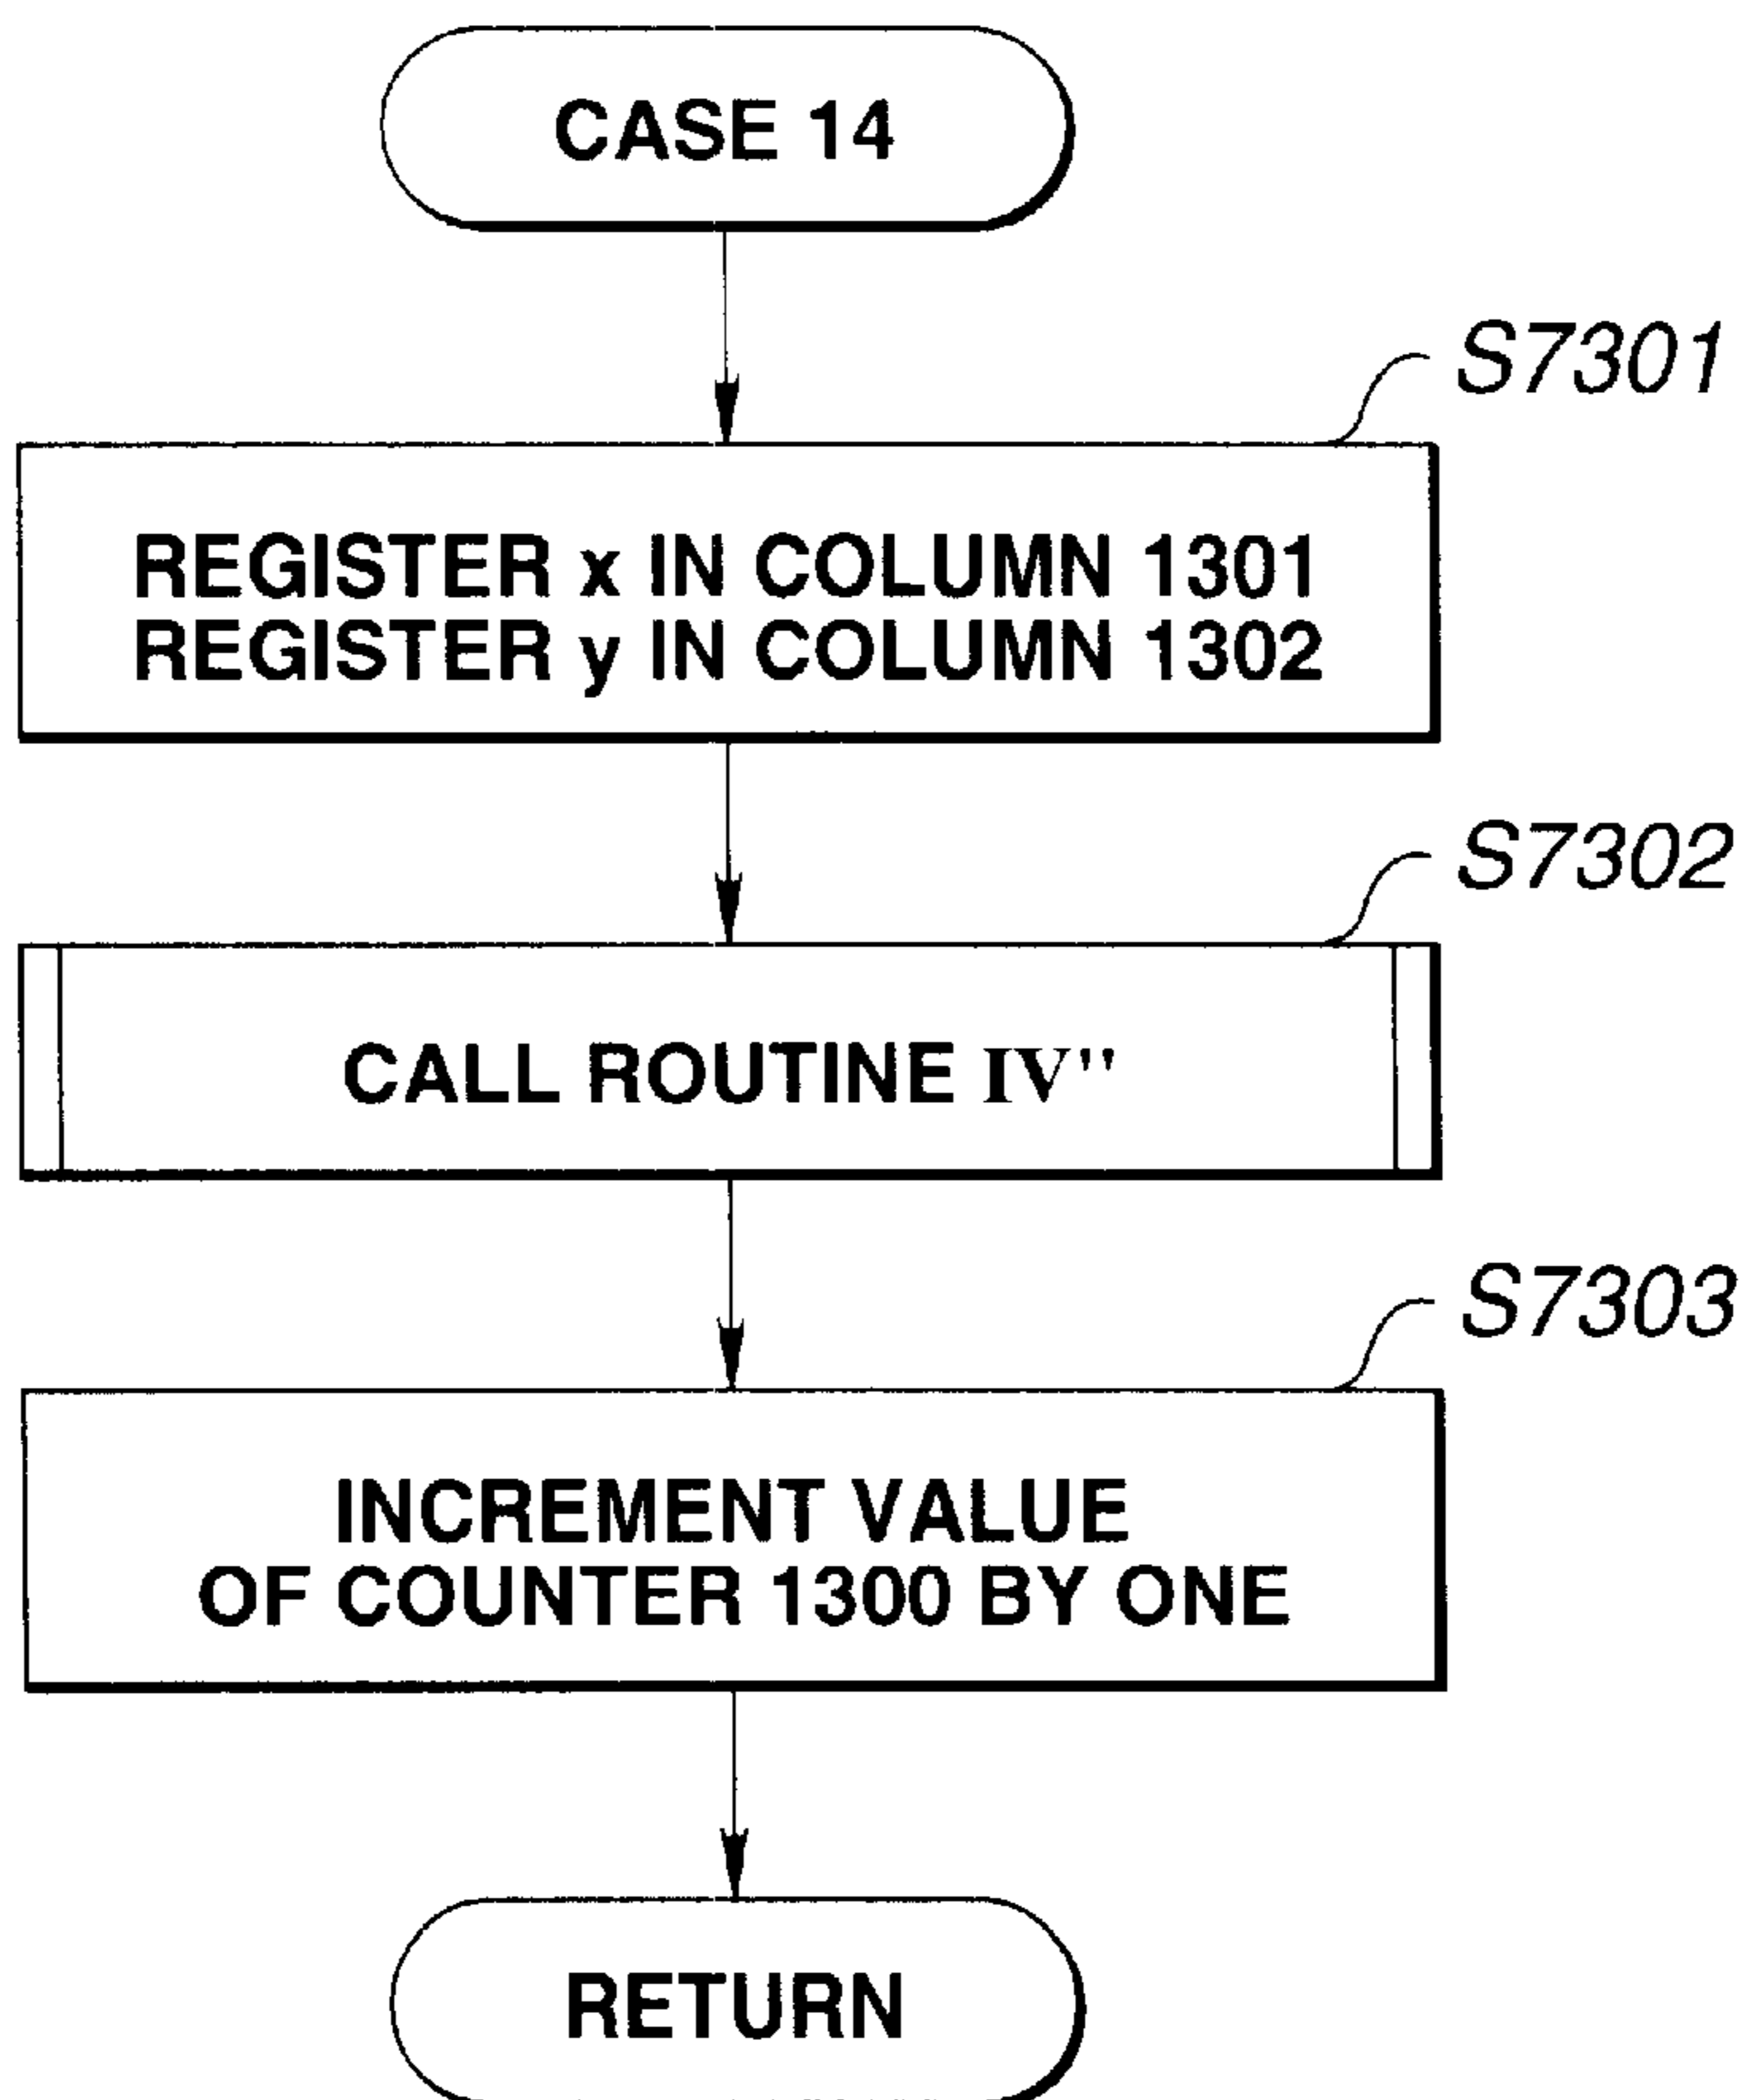 CASE 14
S7301
REGISTER x IN COLUMN 1301
REGISTER y IN COLUMN 1302
S7302
CALL ROUTINE IV"
S7303
INCREMENT VALUE
OF COUNTER 1300 BY ONE
RETURN